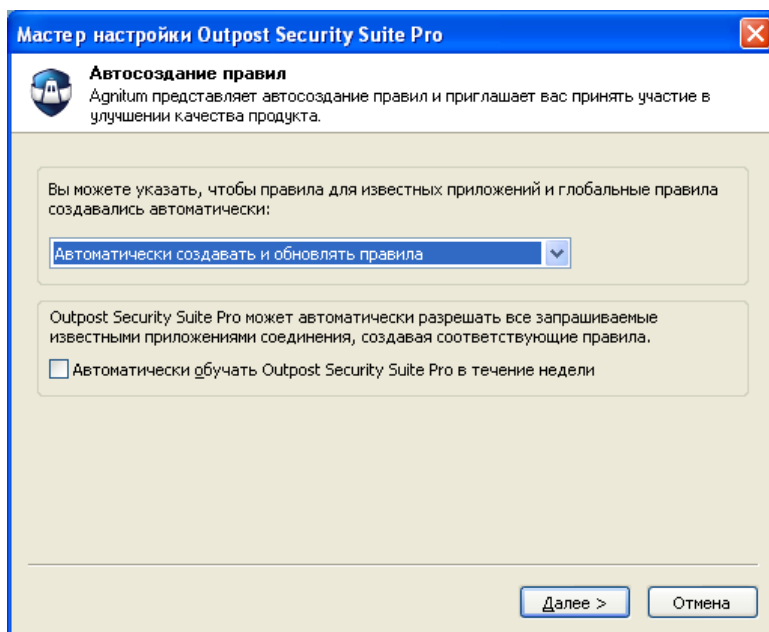 Мастер настройки Outpost Security Suite Pro
Автосоздание правил
Agnitum представляет автосоздание правил и приглашает вас принять участие в
улучшении качества продукта.
Вы можете указать, чтобы правила для известных приложений и глобальные правила
создавались автоматически:
Автоматически создавать и обновлять правила
Outpost Security Suite Pro может автоматически разрешать все запрашиваемые
известными приложениями соединения, создавая соответствующие правила.
Автоматически обучать Outpost Security Suite Pro в течение недели
Далее >
Отмена